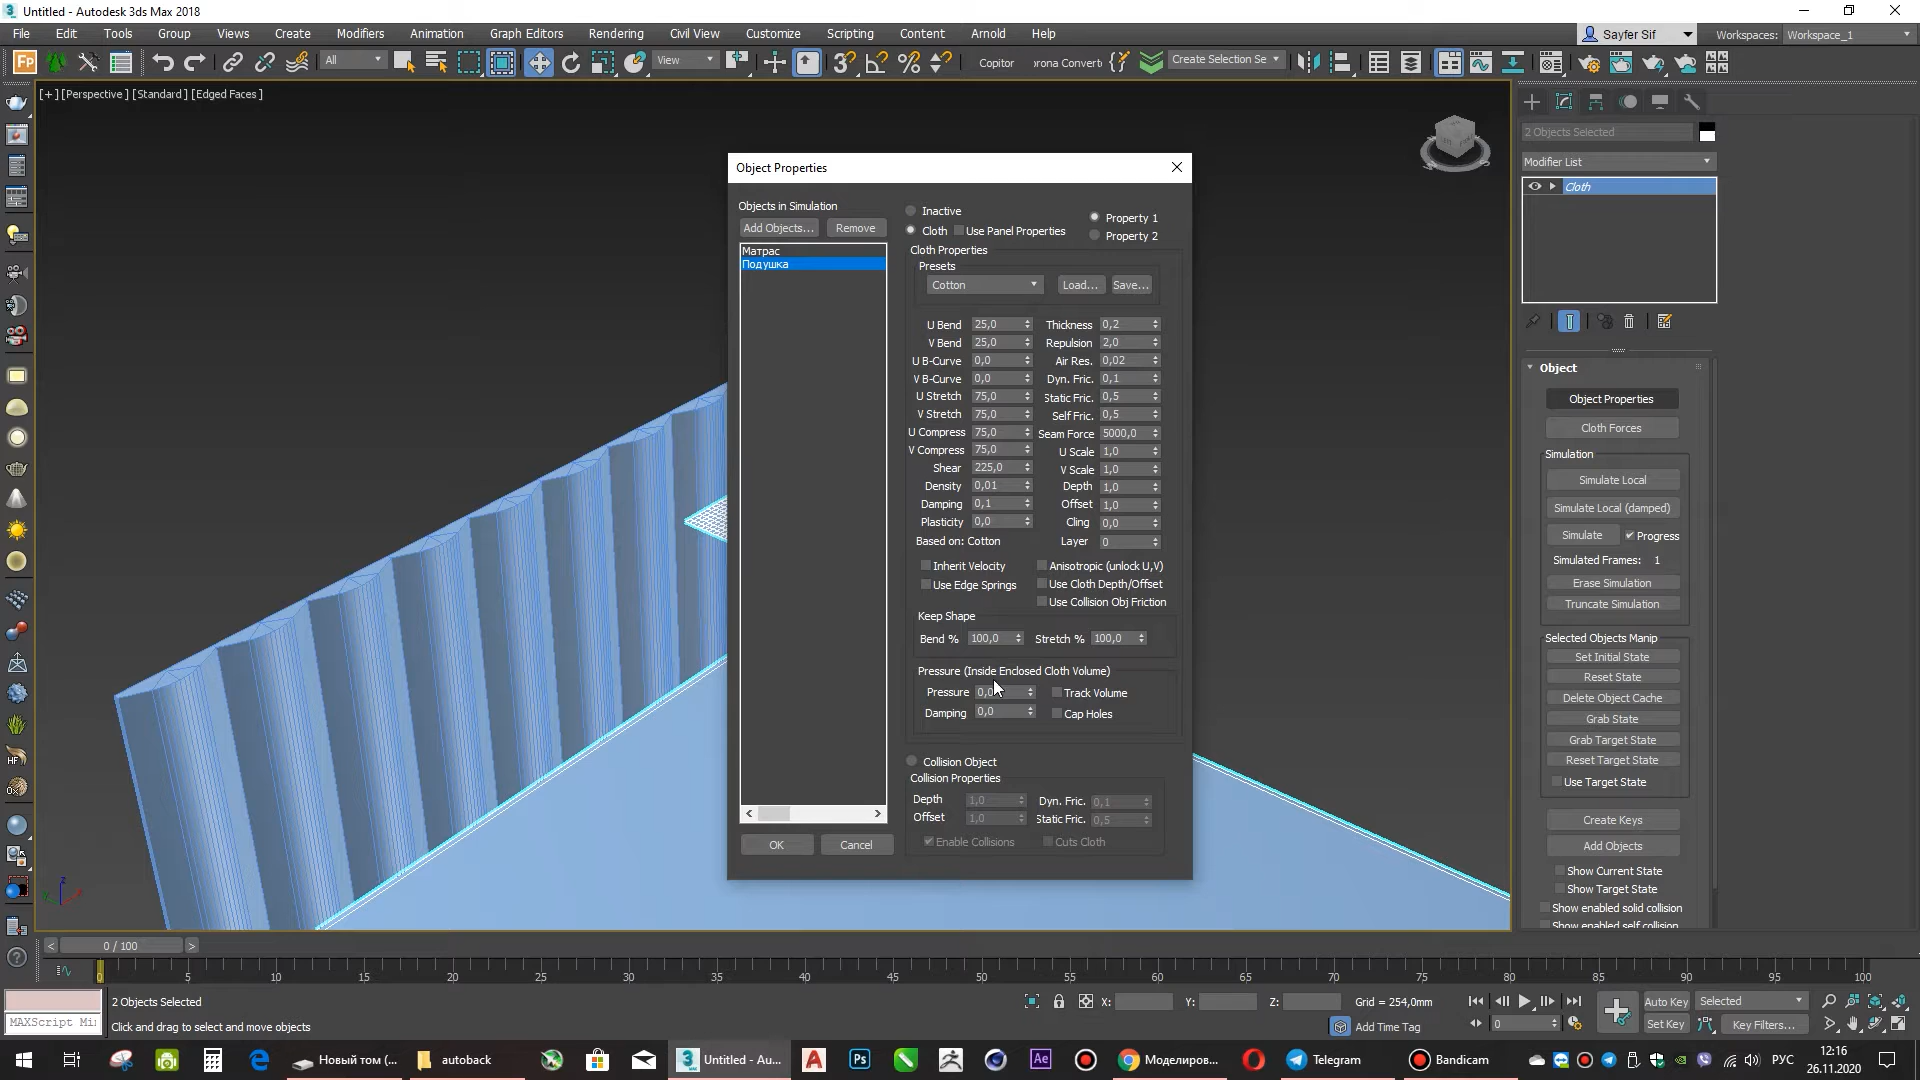 Untitled - Autodesk 3ds Max 2018
File Edit Tools Group Views Create Modifiers Animation Graph Editors Rendering Civil View Customize Scripting Content Arnold Help
Sayfer Sif Workspaces: Workspace_1
All View Copitor orona Converti Create Selection Se
[+] [Perspective] [Standard] [Edged Faces]
2 Objects Selected
Modifier List
Cloth
Object Properties
Objects in Simulation
Add Objects... Remove
Матрас
Подушка
Inactive
Cloth Use Panel Properties
Property 1
Property 2
Cloth Properties
Presets
Cotton Load... Save...
U Bend 25,0 Thickness 0,2
V Bend 25,0 Repulsion 2,0
U B-Curve 0,0 Air Res. 0,02
V B-Curve 0,0 Dyn. Fric. 0,1
U Stretch 75,0 Static Fric. 0,5
V Stretch 75,0 Self Fric. 0,5
U Compress 75,0 Seam Force 5000,0
V Compress 75,0 U Scale 1,0
Shear 225,0 V Scale 1,0
Density 0,01 Depth 1,0
Damping 0,1 Offset 1,0
Plasticity 0,0 Cling 0,0
Based on: Cotton Layer 0
Inherit Velocity Anisotropic (unlock U,V)
Use Edge Springs Use Cloth Depth/Offset
Use Collision Obj Friction
Keep Shape
Bend % 100,0 Stretch % 100,0
Pressure (Inside Enclosed Cloth Volume)
Pressure 0,0 Track Volume
Damping 0,0 Cap Holes
Collision Object
Collision Properties
Depth 1,0 Dyn. Fric. 0,1
Offset 1,0 Static Fric. 0,5
Enable Collisions Cuts Cloth
OK Cancel
Object
Object Properties
Cloth Forces
Simulation
Simulate Local
Simulate Local (damped)
Simulate Progress
Simulated Frames: 1
Erase Simulation
Truncate Simulation
Selected Objects Manip
Set Initial State
Reset State
Delete Object Cache
Grab State
Grab Target State
Reset Target State
Use Target State
Create Keys
Add Objects
Show Current State
Show Target State
Show enabled solid collision
Show enabled self collision
0 / 100
0 5 10 15 20 25 30 35 40 45 50 55 60 65 70 75 80 85 90 95 100
2 Objects Selected X: Y: Z: Grid = 254,0mm Auto Key Selected
MAXScript Mi Click and drag to select and move objects Add Time Tag 0 Set Key Key Filters...
Новый том (... autoback Untitled - Au... Моделировa... Telegram Bandicam РУС 12:16
26.11.2020